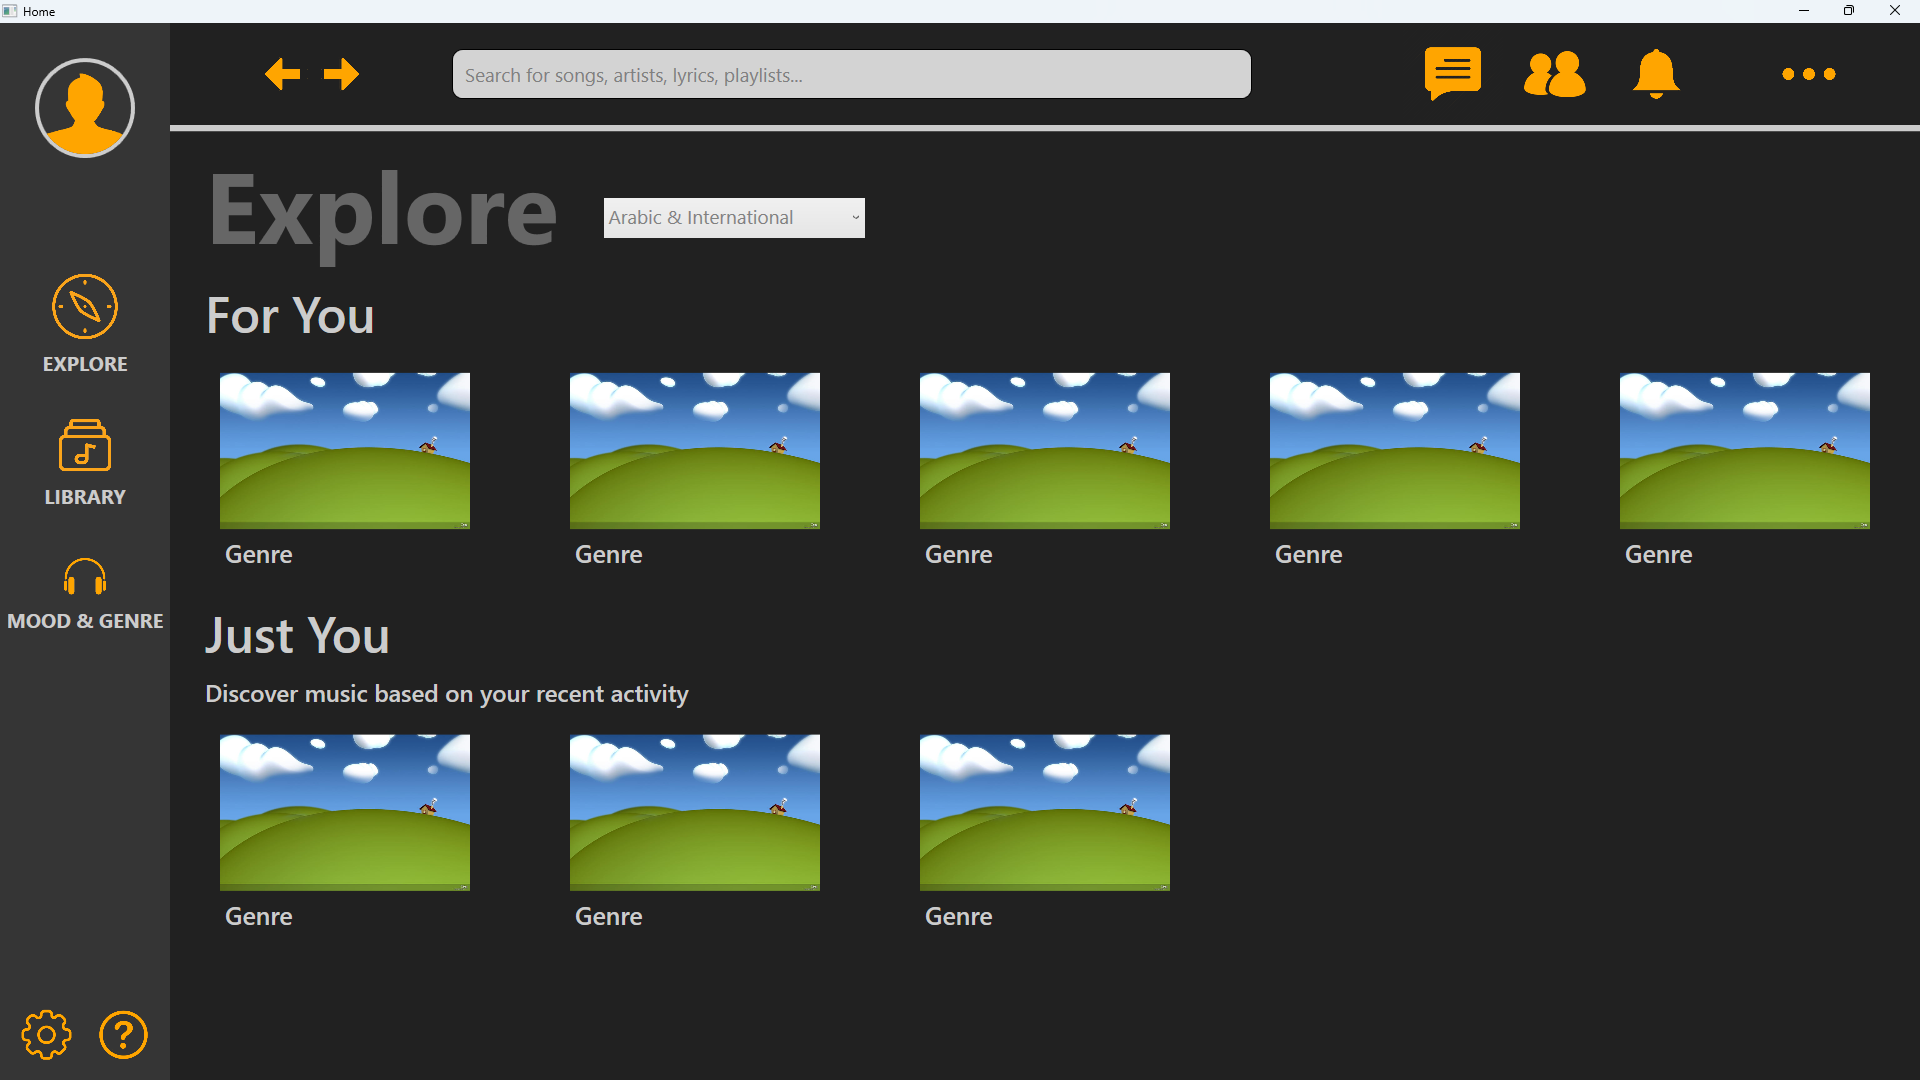 Home
Search for songs, artists, lyrics, playlists...
Explore
Arabic & International
For You
EXPLORE
Genre
Genre
Genre
Genre
Genre
LIBRARY
MOOD & GENRE
Just You
Discover music based on your recent activity
Genre
Genre
Genre
?